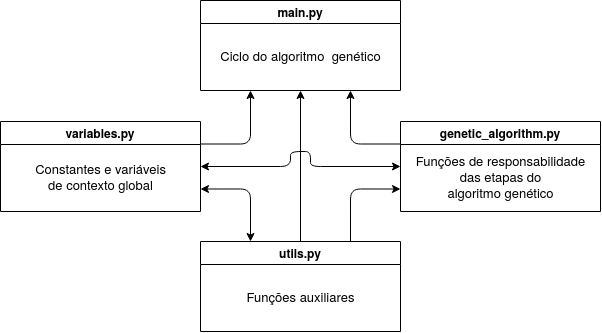 main.py
Ciclo do algoritmo genético
variables.py
Constantes e variáveis
de contexto global
genetic_algorithm.py
Funções de responsabilidade
das etapas do
algoritmo genético
utils.py
Funções auxiliares